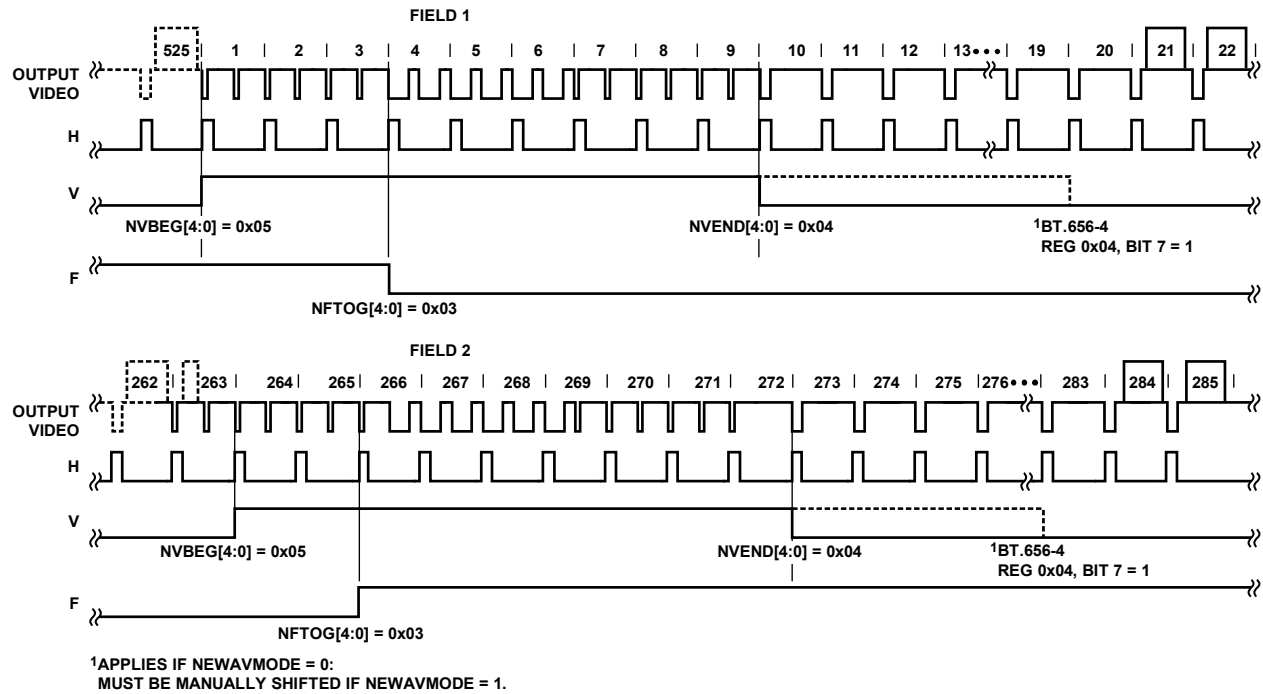 FIELD 1
525 1 2 3 4 5 6 7 8 9 10 11 12 13••• 19 20 21 22
OUTPUT
VIDEO
H
V
NVBEG[4:0] = 0x05 NVEND[4:0] = 0x04 1BT.656-4
REG 0x04, BIT 7 = 1
F
NFTOG[4:0] = 0x03
FIELD 2
262 263 264 265 266 267 268 269 270 271 272 273 274 275 276••• 283 284 285
OUTPUT
VIDEO
H
V
NVBEG[4:0] = 0x05 NVEND[4:0] = 0x04 1BT.656-4
REG 0x04, BIT 7 = 1
F
NFTOG[4:0] = 0x03
1APPLIES IF NEWAVMODE = 0:
MUST BE MANUALLY SHIFTED IF NEWAVMODE = 1.